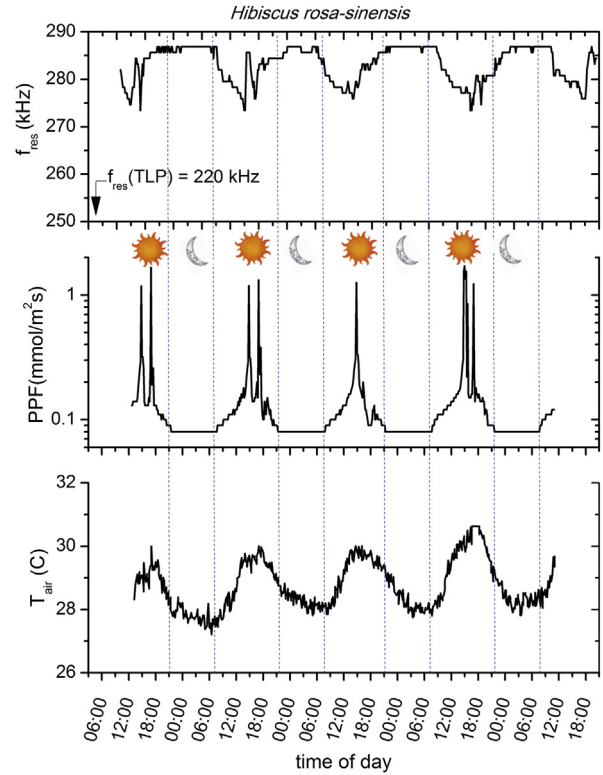 Hibiscus rosa-sinensis
290
280
270
260
250
f_res (kHz)
f_res(TLP) = 220 kHz
1
0.1
PPF(mmol/m²s)
32
30
28
26
T_air (C)
06:00 12:00 18:00 00:00 06:00 12:00 18:00 00:00 06:00 12:00 18:00 00:00 06:00 12:00 18:00 00:00 06:00 12:00 18:00
time of day